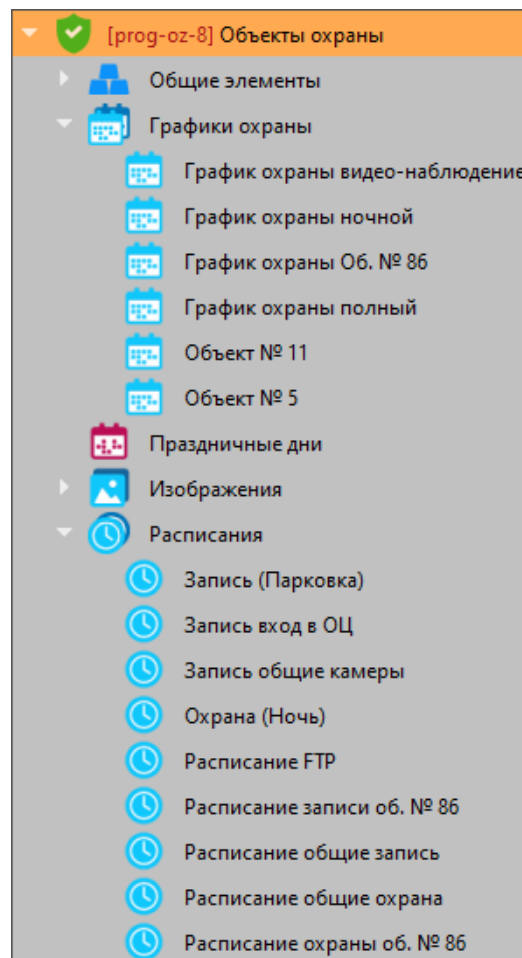 [prog-oz-8] Объекты охраны
Общие элементы
Графики охраны
График охраны видео-наблюдение
График охраны ночной
График охраны Об. № 86
График охраны полный
Объект № 11
Объект № 5
Праздничные дни
Изображения
Расписания
Запись (Парковка)
Запись вход в ОЦ
Запись общие камеры
Охрана (Ночь)
Расписание FTP
Расписание записи об. № 86
Расписание общие запись
Расписание общие охрана
Расписание охраны об. № 86